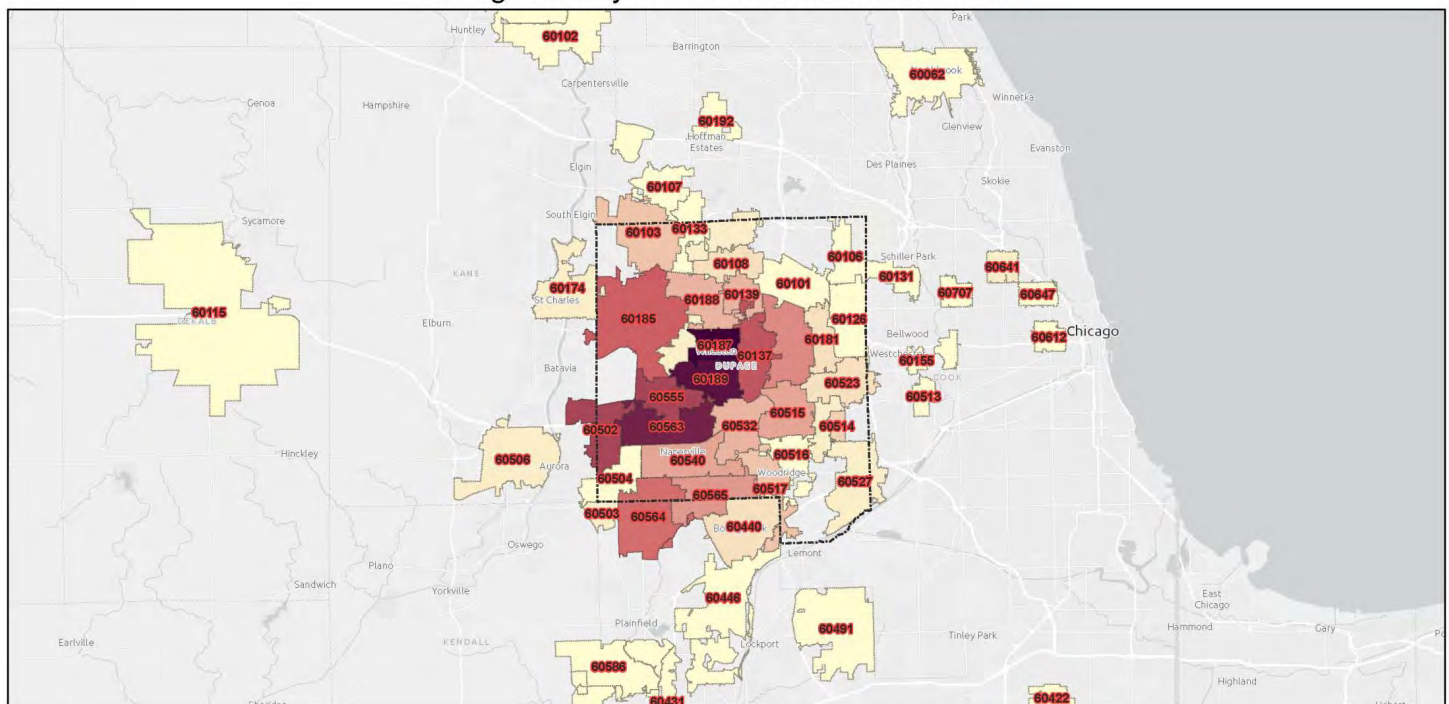 Park
Huntley
60102
Barrington
60062
Carpentersville
Winnetka
Genoa
Hampshire
60192
Glenview
Hoffman
Estates
Evanston
Elgin
Des Plaines
Skokie
60107
South Elgin
Sycamore
60103
60133
60106
Schiller Park
60108
60641
KANE
60131
60174
60101
St Charles
60188
60139
60707
60647
60115
DEKALB
Elburn
60185
60126
60612
Chicago
60187
60181
Bellwood
60137
Westchester
60155
DUPAGE
Batavia
60189
60523
COOK
60555
60513
60515
60502
60563
60532
60514
Hinckley
60506
Naperville
60516
Aurora
60540
Woodridge
60504
60517
60527
60565
60503
60564
60440
Oswego
Lemont
Plano
Sandwich
Yorkville
60446
East
Chicago
Plainfield
60491
Hammond
Gary
Earlville
KENDALL
Lockport
Tinley Park
60586
Highland
60431
60422